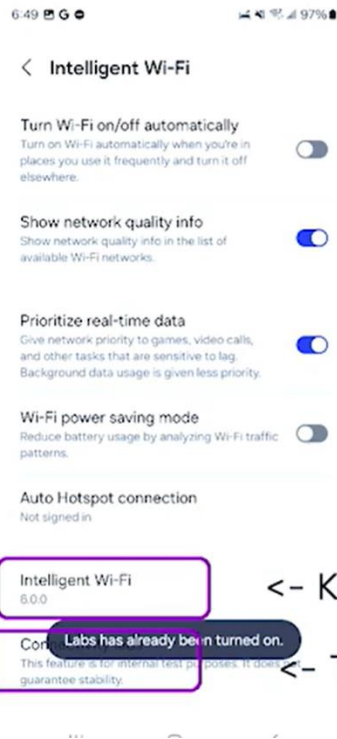 6:49 G 97%
Intelligent Wi-Fi
Turn Wi-Fi on/off automatically
Turn on Wi-Fi automatically when you're in
places you use it frequently and turn it off
elsewhere.
Show network quality info
Show network quality info in the list of
available Wi-Fi networks.
Prioritize real-time data
Give network priority to games, video calls,
and other tasks that are sensitive to lag.
Background data usage is given less priority.
Wi-Fi power saving mode
Reduce battery usage by analyzing Wi-Fi traffic
patterns.
Auto Hotspot connection
Not signed in
Intelligent Wi-Fi
6.0.0
<- K
Labs has already been turned on.
This feature is for internal test purposes. It does not
guarantee stability.
<-